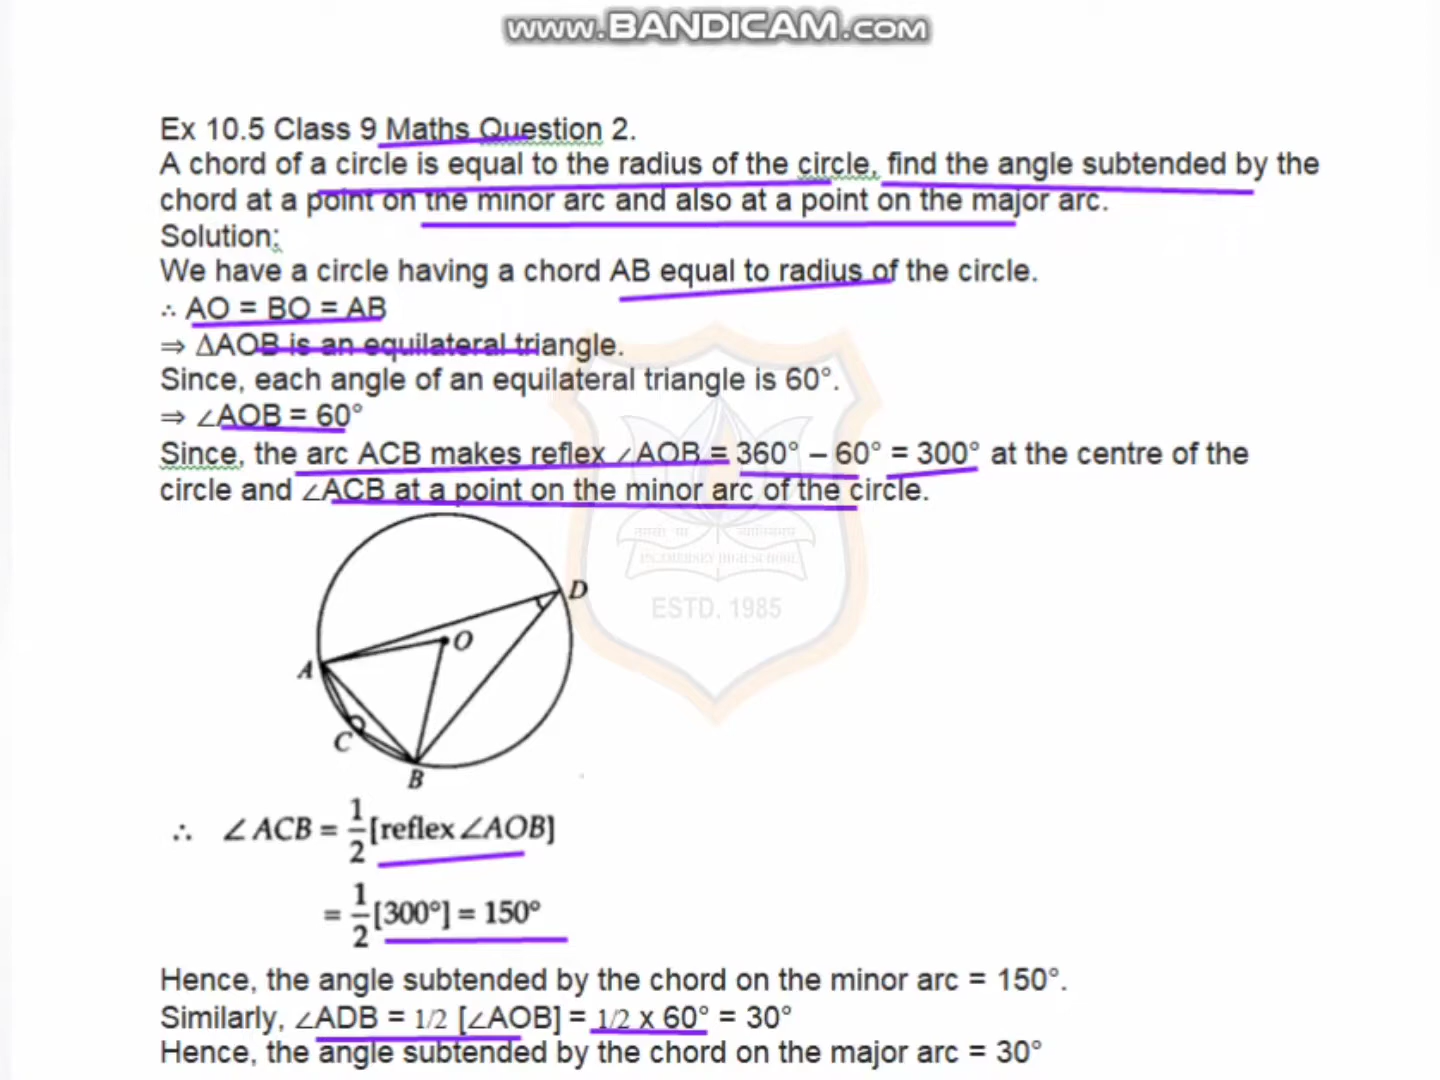 www.BANDICAM.com
Ex 10.5 Class 9 Maths Question 2.
A chord of a circle is equal to the radius of the circle, find the angle subtended by the
chord at a point on the minor arc and also at a point on the major arc.
Solution:
We have a circle having a chord AB equal to radius of the circle.
∴ AO = BO = AB
⇒ ΔAOB is an equilateral triangle.
Since, each angle of an equilateral triangle is 60°.
⇒ ∠AOB = 60°
Since, the arc ACB makes reflex ∠AOB = 360° – 60° = 300° at the centre of the
circle and ∠ACB at a point on the minor arc of the circle.
ESTD. 1985
D
O
A
C
B
∴ ∠ACB = 1/2 [reflex ∠AOB]
= 1/2 [300°] = 150°
Hence, the angle subtended by the chord on the minor arc = 150°.
Similarly, ∠ADB = 1/2 [∠AOB] = 1/2 x 60° = 30°
Hence, the angle subtended by the chord on the major arc = 30°